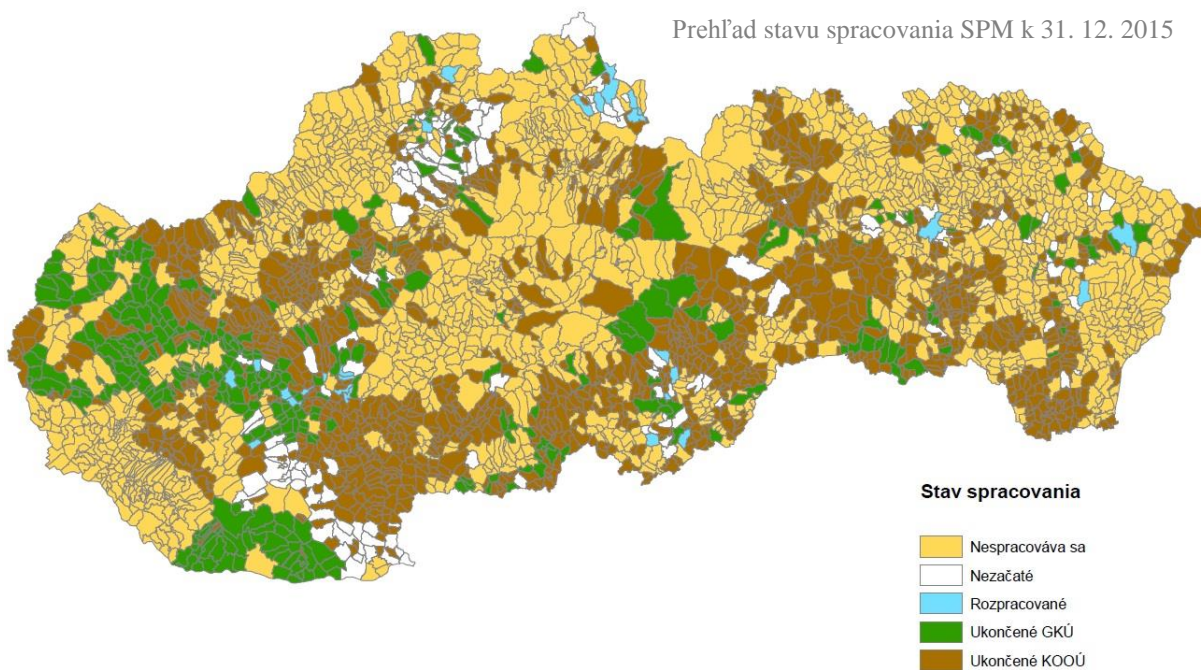 Prehľad stavu spracovania SPM k 31. 12. 2015
Stav spracovania
Nespracováva sa
Nezačaté
Rozpracované
Ukončené GKÚ
Ukončené KOOÚ